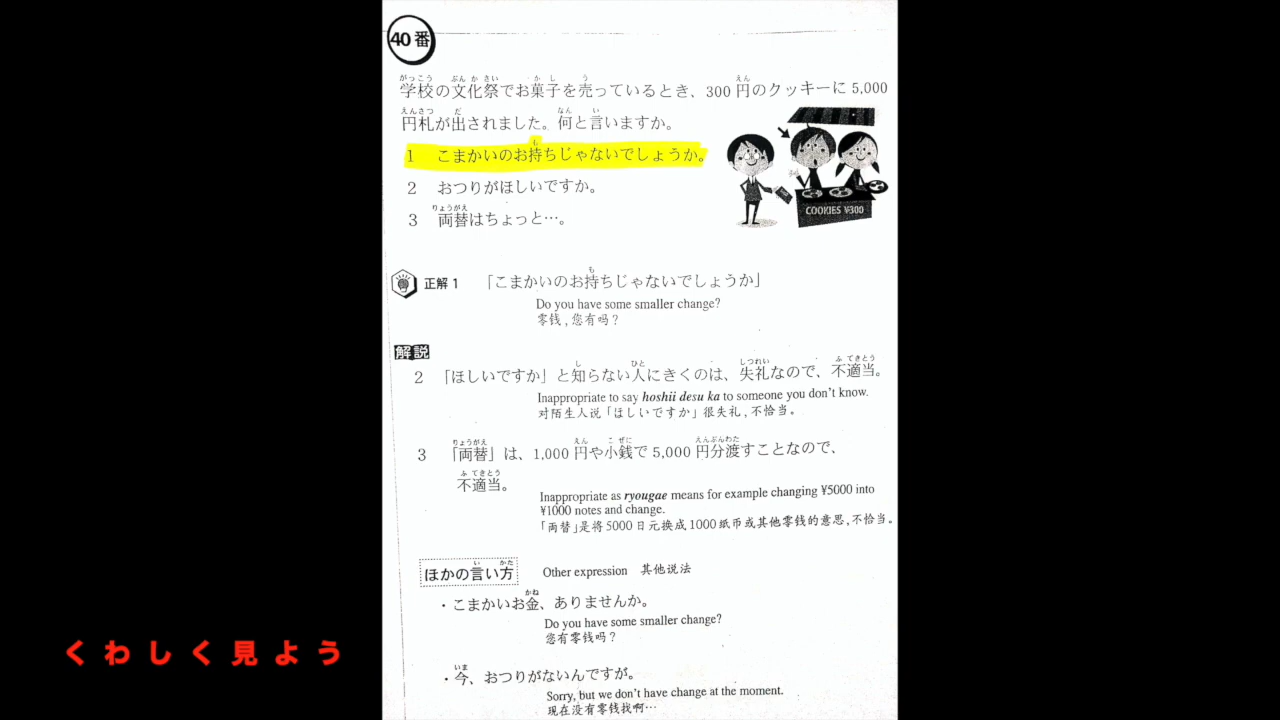 40番
学校の文化祭でお菓子を売っているとき、300円のクッキーに5,000
円札が出されました。何と言いますか。
1 こまかいのお持ちじゃないでしょうか。
2 おつりがほしいですか。
3 両替はちょっと…。
COOKIES ¥300
正解1 「こまかいのお持ちじゃないでしょうか」
Do you have some smaller change?
零钱,您有吗?
解説
2 「ほしいですか」と知らない人にきくのは、失礼なので、不適当。
Inappropriate to say hoshii desu ka to someone you don't know.
对陌生人说「ほしいですか」很失礼,不恰当。
3 「両替」は、1,000円や小銭で5,000円分渡すことなので、
不適当。
Inappropriate as ryougae means for example changing ¥5000 into
¥1000 notes and change.
「両替」是将5000日元换成1000纸币或其他零钱的意思,不恰当。
ほかの言い方 Other expression 其他说法
・こまかいお金、ありませんか。
Do you have some smaller change?
您有零钱吗?
・今、おつりがないんですが。
Sorry, but we don't have change at the moment.
现在没有零钱找啊…
くわしく見よう